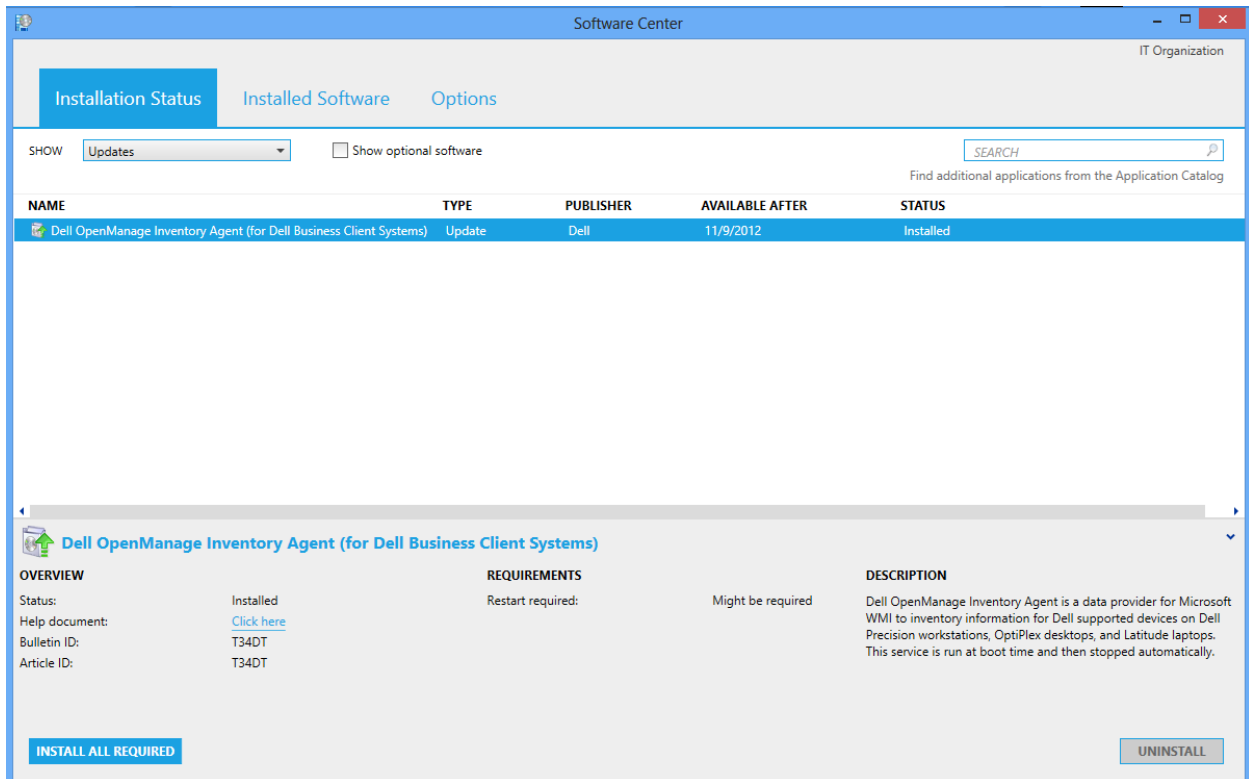 Software Center
IT Organization
Installation Status Installed Software Options
SHOW Updates Show optional software SEARCH
Find additional applications from the Application Catalog
NAME TYPE PUBLISHER AVAILABLE AFTER STATUS
Dell OpenManage Inventory Agent (for Dell Business Client Systems) Update Dell 11/9/2012 Installed
Dell OpenManage Inventory Agent (for Dell Business Client Systems)
OVERVIEW
Status: Installed
Help document: Click here
Bulletin ID: T34DT
Article ID: T34DT
REQUIREMENTS
Restart required: Might be required
DESCRIPTION
Dell OpenManage Inventory Agent is a data provider for Microsoft
WMI to inventory information for Dell supported devices on Dell
Precision workstations, OptiPlex desktops, and Latitude laptops.
This service is run at boot time and then stopped automatically.
INSTALL ALL REQUIRED UNINSTALL